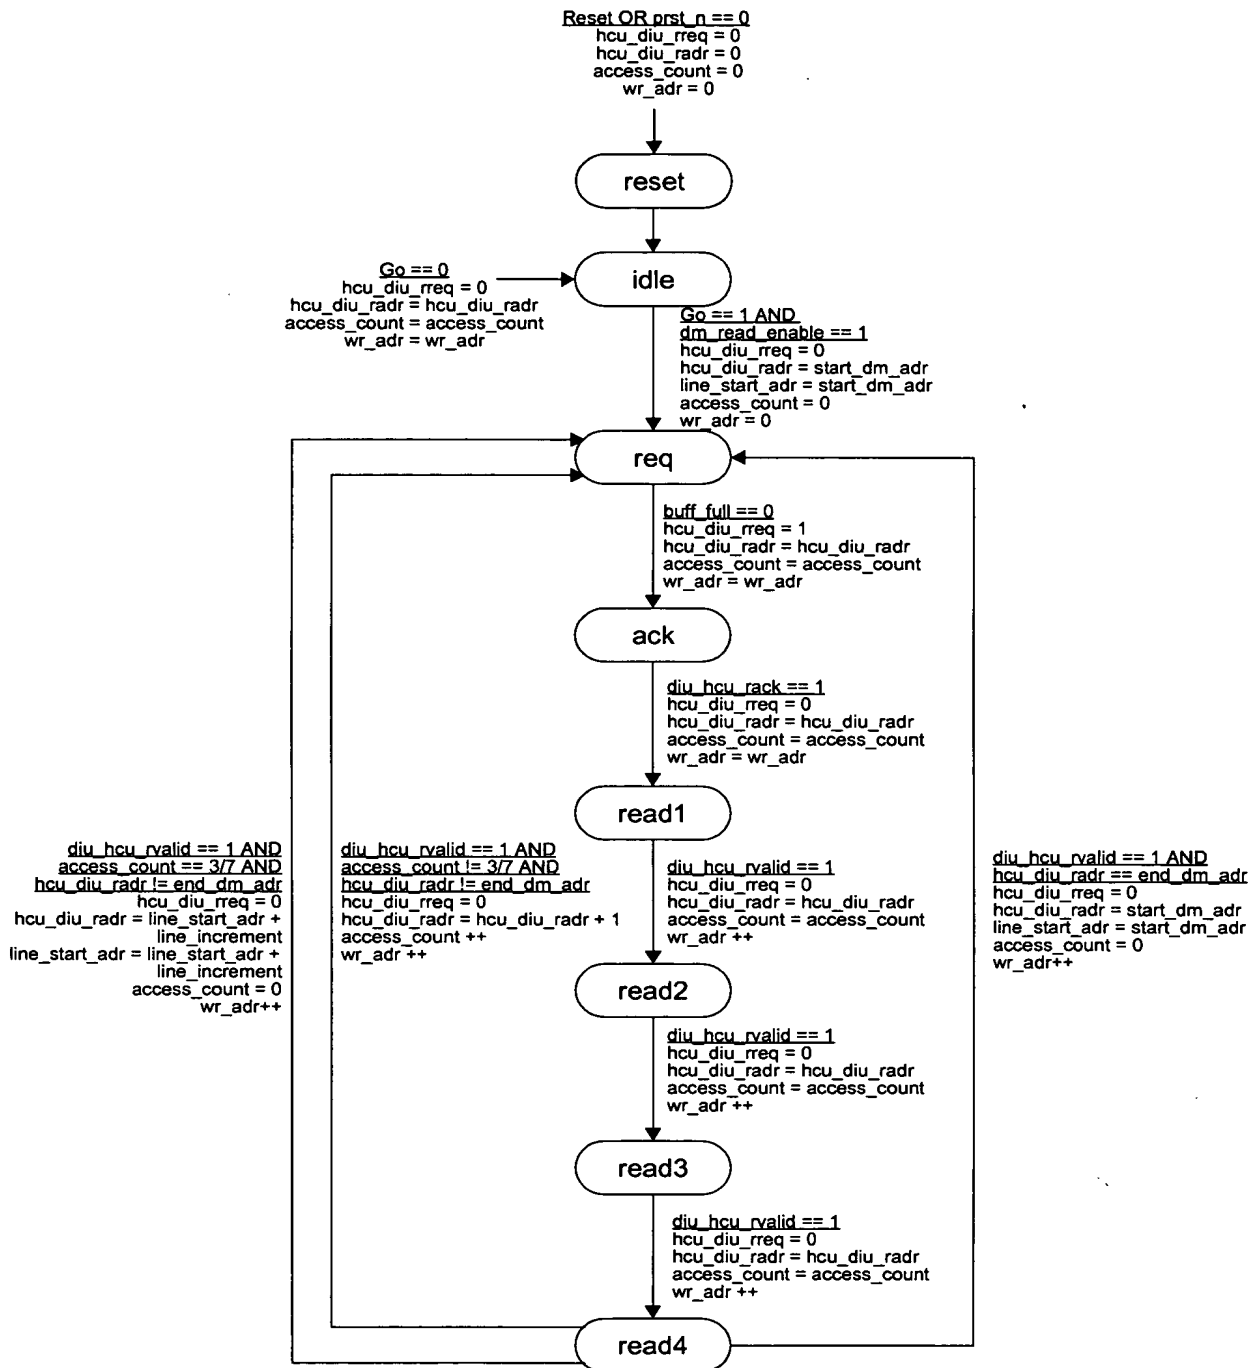 Reset OR prst_n == 0
hcu_diu_rreq = 0
hcu_diu_radr = 0
access_count = 0
wr_adr = 0
reset
idle
Go == 0
hcu_diu_rreq = 0
hcu_diu_radr = hcu_diu_radr
access_count = access_count
wr_adr = wr_adr
Go == 1 AND
dm_read_enable == 1
hcu_diu_rreq = 0
hcu_diu_radr = start_dm_adr
line_start_adr = start_dm_adr
access_count = 0
wr_adr = 0
req
buff_full == 0
hcu_diu_rreq = 1
hcu_diu_radr = hcu_diu_radr
access_count = access_count
wr_adr = wr_adr
ack
diu_hcu_rack == 1
hcu_diu_rreq = 0
hcu_diu_radr = hcu_diu_radr
access_count = access_count
wr_adr = wr_adr
read1
diu_hcu_rvalid == 1 AND
access_count == 3/7 AND
hcu_diu_radr != end_dm_adr
hcu_diu_rreq = 0
hcu_diu_radr = line_start_adr +
line_increment
line_start_adr = line_start_adr +
line_increment
access_count = 0
wr_adr++
diu_hcu_rvalid == 1 AND
access_count != 3/7 AND
hcu_diu_radr != end_dm_adr
hcu_diu_rreq = 0
hcu_diu_radr = hcu_diu_radr + 1
access_count ++
wr_adr ++
diu_hcu_rvalid == 1
hcu_diu_rreq = 0
hcu_diu_radr = hcu_diu_radr
access_count = access_count
wr_adr ++
diu_hcu_rvalid == 1 AND
hcu_diu_radr == end_dm_adr
hcu_diu_rreq = 0
hcu_diu_radr = start_dm_adr
line_start_adr = start_dm_adr
access_count = 0
wr_adr++
read2
diu_hcu_rvalid == 1
hcu_diu_rreq = 0
hcu_diu_radr = hcu_diu_radr
access_count = access_count
wr_adr ++
read3
diu_hcu_rvalid == 1
hcu_diu_rreq = 0
hcu_diu_radr = hcu_diu_radr
access_count = access_count
wr_adr ++
read4